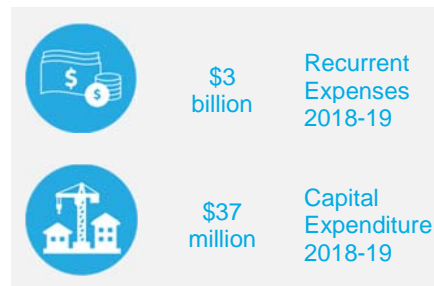 $3
billion
Recurrent
Expenses
2018-19
$37
million
Capital
Expenditure
2018-19